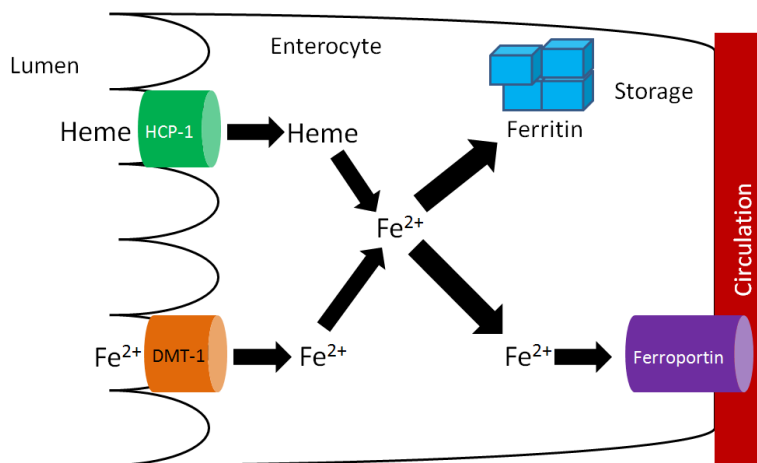 Enterocyte
Lumen
Storage
Heme HCP-1 Heme
Ferritin
Fe²⁺
Circulation
Fe²⁺ DMT-1 Fe²⁺ Fe²⁺ Ferroportin